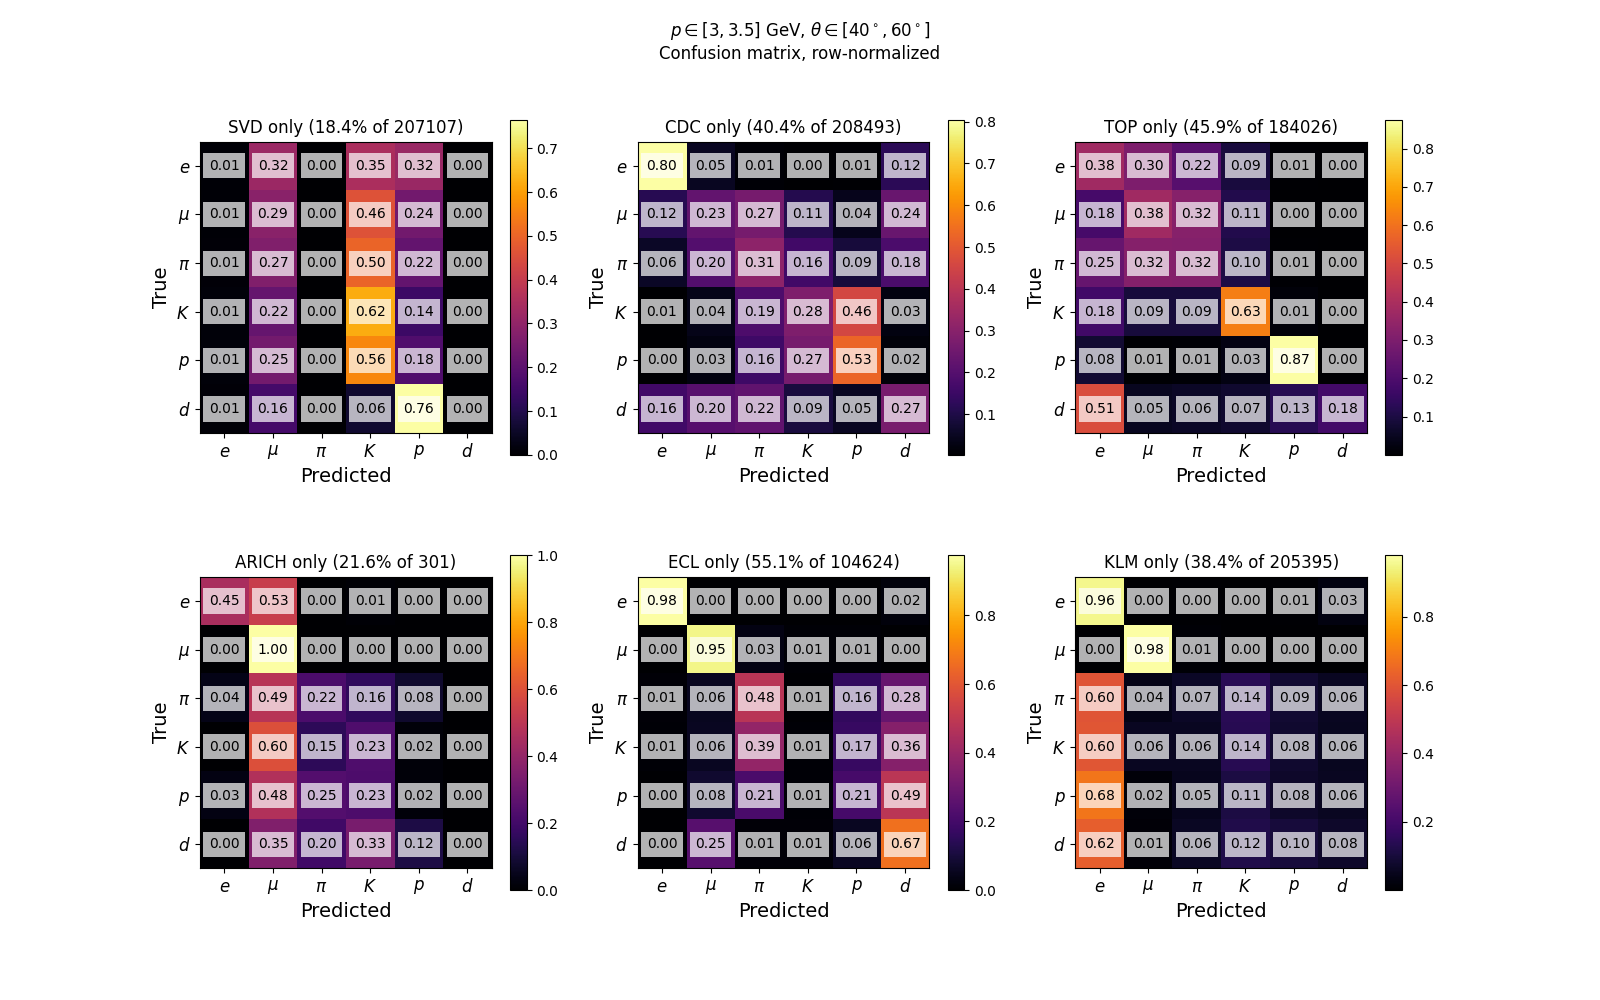 p ∈ [3, 3.5] GeV, θ ∈ [40°, 60°]
Confusion matrix, row-normalized
SVD only (18.4% of 207107)
e 0.01 0.32 0.00 0.35 0.32 0.00
μ 0.01 0.29 0.00 0.46 0.24 0.00
π 0.01 0.27 0.00 0.50 0.22 0.00
K 0.01 0.22 0.00 0.62 0.14 0.00
p 0.01 0.25 0.00 0.56 0.18 0.00
d 0.01 0.16 0.00 0.06 0.76 0.00
e μ π K p d
Predicted
True
0.7
0.6
0.5
0.4
0.3
0.2
0.1
0.0
CDC only (40.4% of 208493)
e 0.80 0.05 0.01 0.00 0.01 0.12
μ 0.12 0.23 0.27 0.11 0.04 0.24
π 0.06 0.20 0.31 0.16 0.09 0.18
K 0.01 0.04 0.19 0.28 0.46 0.03
p 0.00 0.03 0.16 0.27 0.53 0.02
d 0.16 0.20 0.22 0.09 0.05 0.27
e μ π K p d
Predicted
True
0.8
0.7
0.6
0.5
0.4
0.3
0.2
0.1
TOP only (45.9% of 184026)
e 0.38 0.30 0.22 0.09 0.01 0.00
μ 0.18 0.38 0.32 0.11 0.00 0.00
π 0.25 0.32 0.32 0.10 0.01 0.00
K 0.18 0.09 0.09 0.63 0.01 0.00
p 0.08 0.01 0.01 0.03 0.87 0.00
d 0.51 0.05 0.06 0.07 0.13 0.18
e μ π K p d
Predicted
True
0.8
0.7
0.6
0.5
0.4
0.3
0.2
0.1
ARICH only (21.6% of 301)
e 0.45 0.53 0.00 0.01 0.00 0.00
μ 0.00 1.00 0.00 0.00 0.00 0.00
π 0.04 0.49 0.22 0.16 0.08 0.00
K 0.00 0.60 0.15 0.23 0.02 0.00
p 0.03 0.48 0.25 0.23 0.02 0.00
d 0.00 0.35 0.20 0.33 0.12 0.00
e μ π K p d
Predicted
True
1.0
0.8
0.6
0.4
0.2
0.0
ECL only (55.1% of 104624)
e 0.98 0.00 0.00 0.00 0.00 0.02
μ 0.00 0.95 0.03 0.01 0.01 0.00
π 0.01 0.06 0.48 0.01 0.16 0.28
K 0.01 0.06 0.39 0.01 0.17 0.36
p 0.00 0.08 0.21 0.01 0.21 0.49
d 0.00 0.25 0.01 0.01 0.06 0.67
e μ π K p d
Predicted
True
0.8
0.6
0.4
0.2
0.0
KLM only (38.4% of 205395)
e 0.96 0.00 0.00 0.00 0.01 0.03
μ 0.00 0.98 0.01 0.00 0.00 0.00
π 0.60 0.04 0.07 0.14 0.09 0.06
K 0.60 0.06 0.06 0.14 0.08 0.06
p 0.68 0.02 0.05 0.11 0.08 0.06
d 0.62 0.01 0.06 0.12 0.10 0.08
e μ π K p d
Predicted
True
0.8
0.6
0.4
0.2